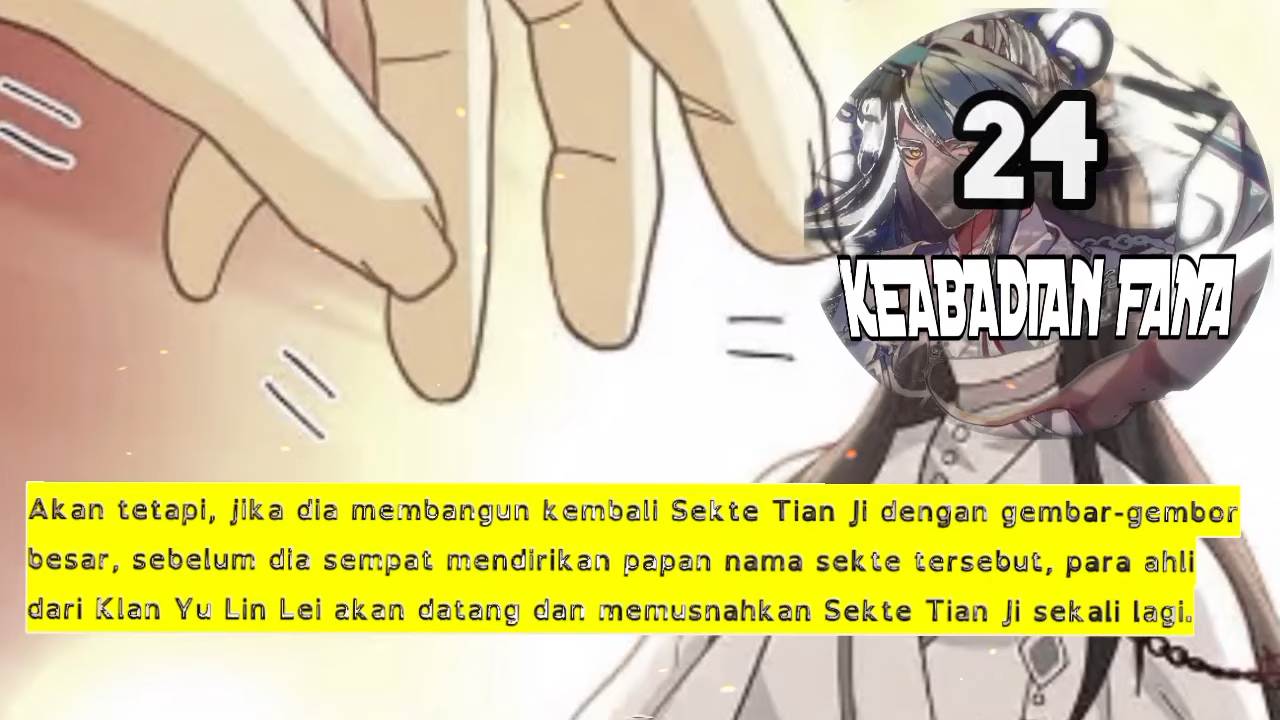 24
KEABADIAN FANA
Akan tetapi, jika dia membangun kembali Sekte Tian Ji dengan gembar-gembor
besar, sebelum dia sempat mendirikan papan nama sekte tersebut, para ahli
dari Klan Yu Lin Lei akan datang dan memusnahkan Sekte Tian Ji sekali lagi.